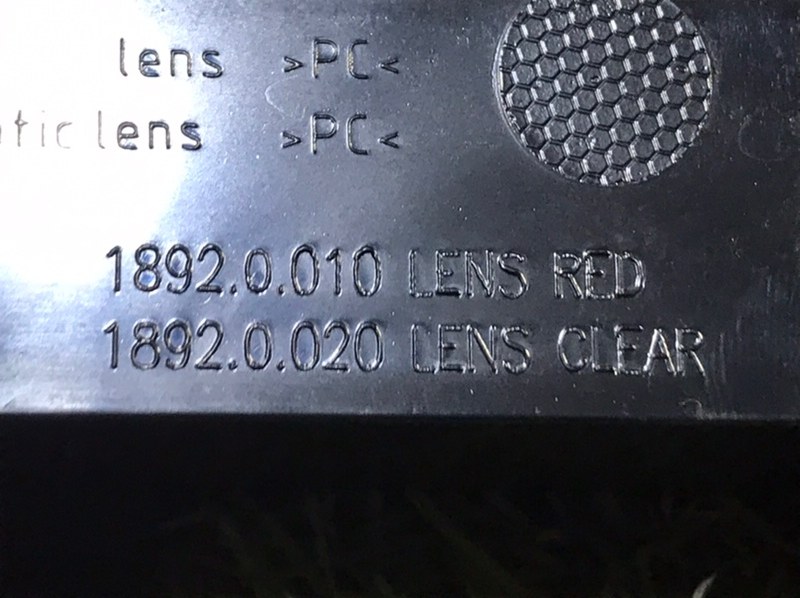 lens >PC<
tic lens >PC<
1892.0.010 LENS RED
1892.0.020 LENS CLEAR